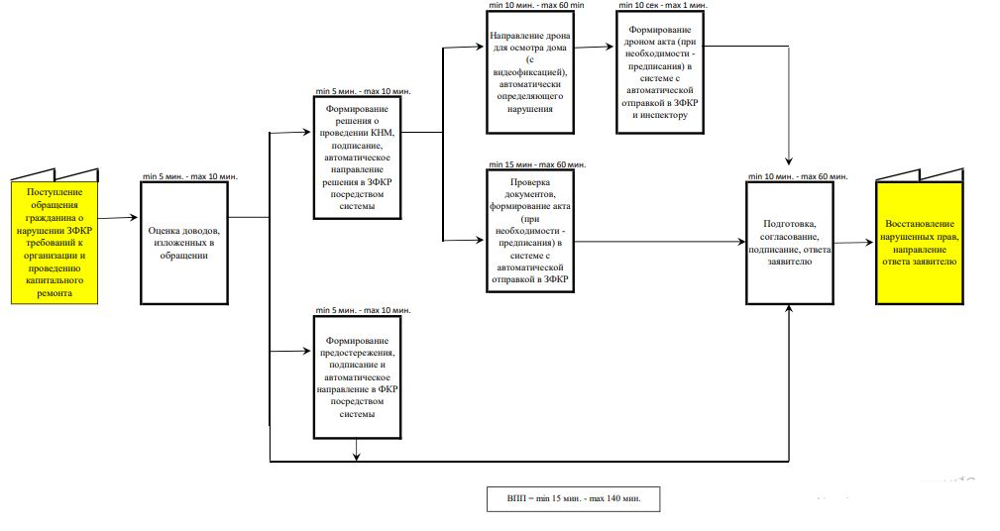 min 10 мин. - max 60 min
min 10 сек - max 1 мин.
Направление дрона
для осмотра дома
(с
видеофиксацией),
автоматически
определяющего
нарушения
Формирование
дроном акта (при
необходимости -
предписания) в
системе с
автоматической
отправкой в ЗФКР
и инспектору
min 5 мин. - max 10 мин.
Формирование
решения о
проведении КНМ,
подписание,
автоматическое
направление
решения в ЗФКР
посредством
системы
min 15 мин - max 60 мин.
Проверка
документов,
формирование акта
(при
необходимости -
предписания) в
системе с
автоматической
отправкой в ЗФКР
Поступление
обращения
гражданина о
нарушении ЗФКР
требований к
организации и
проведению
капитального
ремонта
min 5 мин. - max 10 мин.
Оценка доводов,
изложенных в
обращении
min 10 мин. - max 60 мин.
Подготовка,
согласование,
подписание, ответа
заявителю
Восстановление
нарушенных прав,
направление
ответа заявителю
min 5 мин. - max 10 мин.
Формирование
предостережения,
подписание и
автоматическое
направление в ФКР
посредством
системы
ВПП = min 15 мин. - max 140 мин.